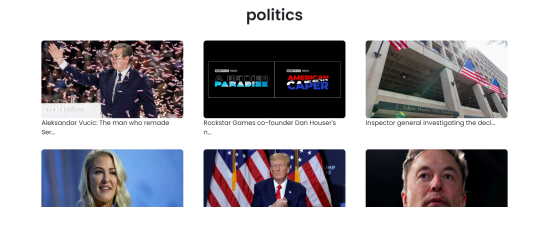 politics
A BETTER
PARADISE
AMERICAN
CAPER
Aleksandar Vucic: The man who remade
Ser...
Rockstar Games co-founder Dan Houser's
n...
Inspector general investigating the deci...